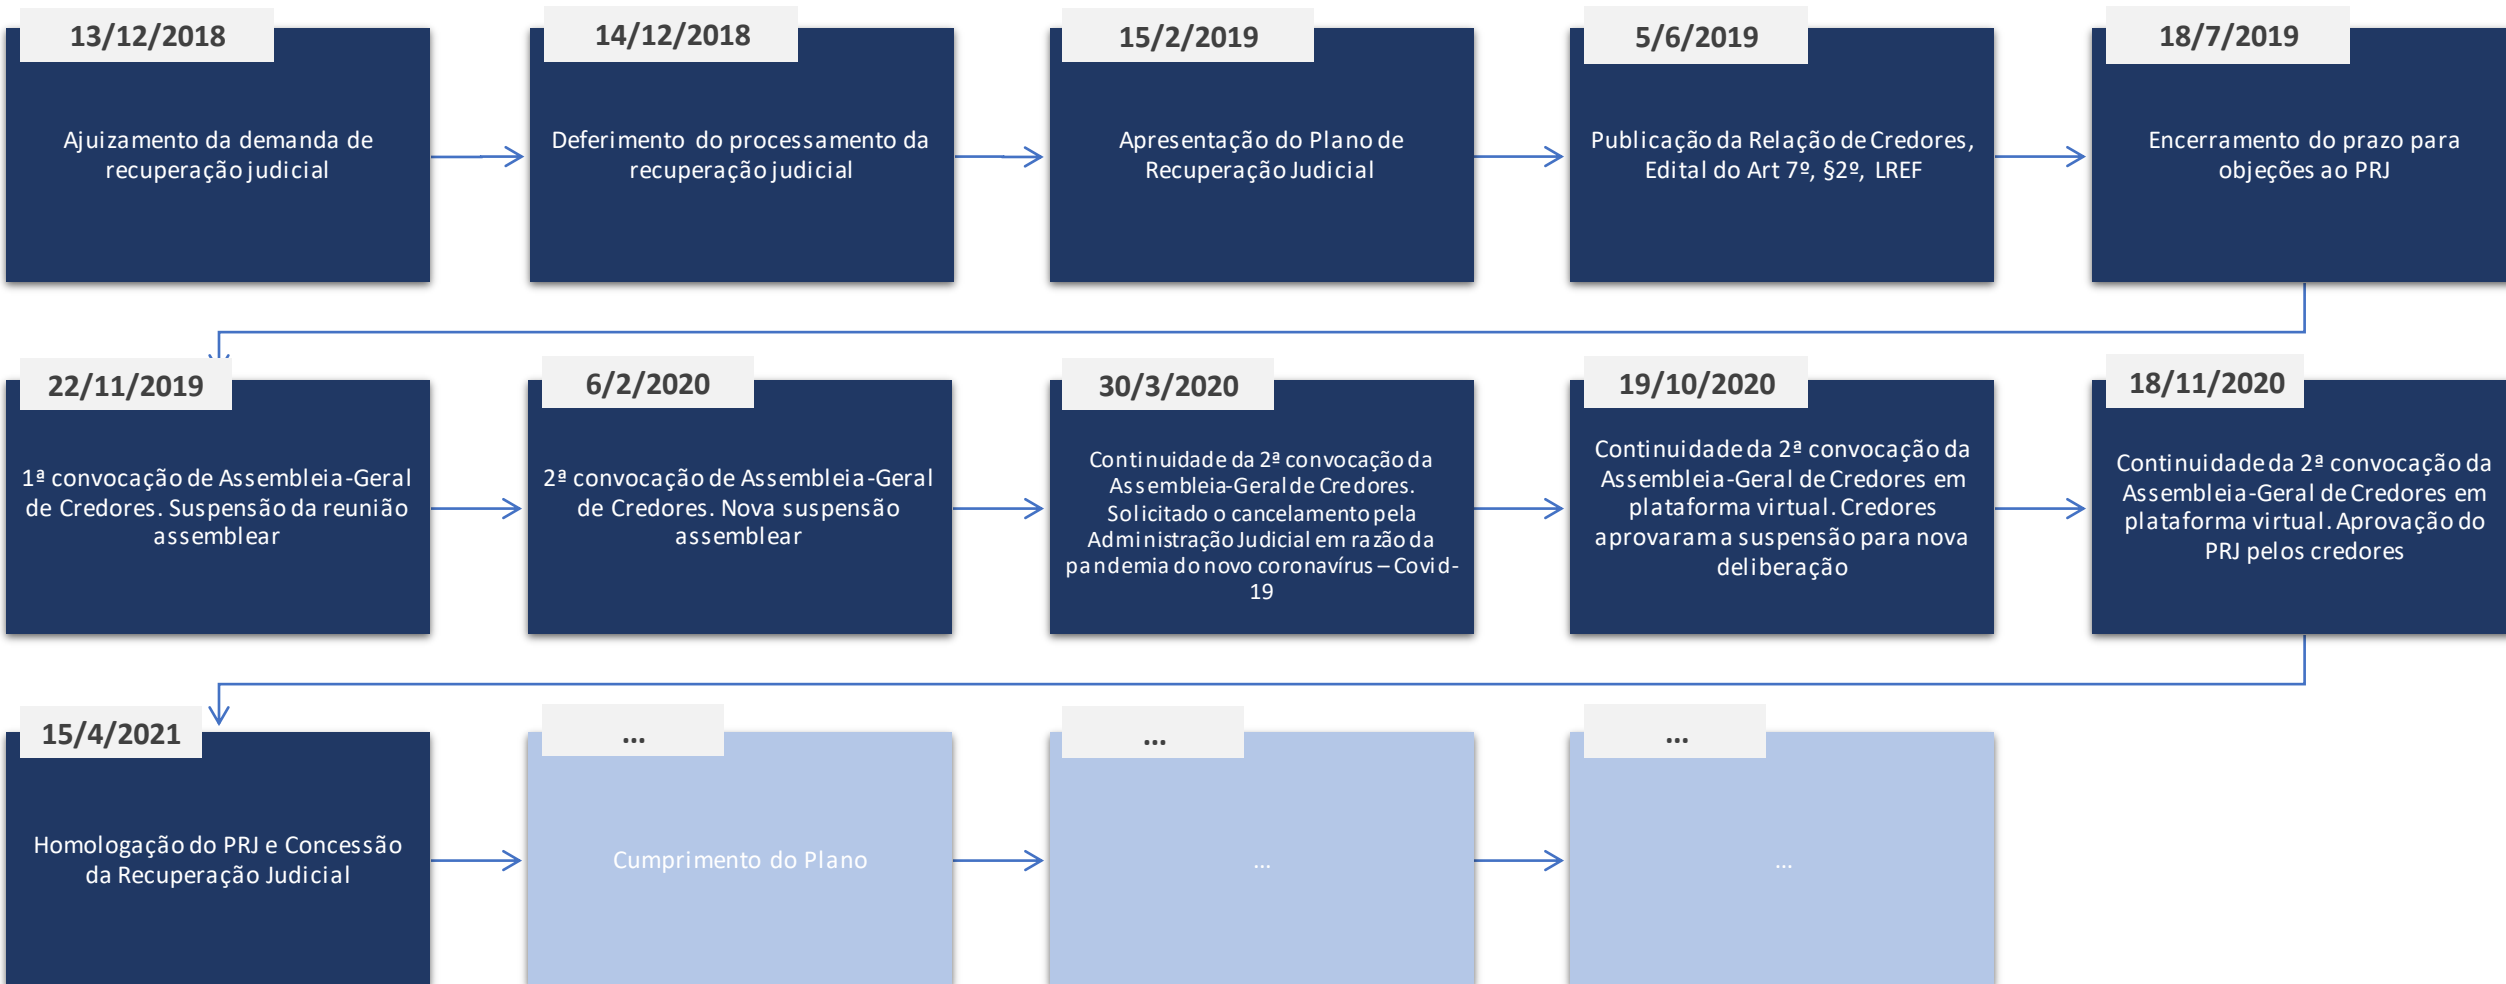 13/12/2018
Ajuizamento da demanda de
recuperação judicial
14/12/2018
Deferimento do processamento da
recuperação judicial
15/2/2019
Apresentação do Plano de
Recuperação Judicial
5/6/2019
Publicação da Relação de Credores,
Edital do Art 7º, §2º, LREF
18/7/2019
Encerramento do prazo para
objeções ao PRJ
22/11/2019
1ª convocação de Assembleia-Geral
de Credores. Suspensão da reunião
assemblear
6/2/2020
2ª convocação de Assembleia-Geral
de Credores. Nova suspensão
assemblear
30/3/2020
Continuidade da 2ª convocação da
Assembleia-Geral de Credores.
Solicitado o cancelamento pela
Administração Judicial em razão da
pandemia do novo coronavírus – Covid-
19
19/10/2020
Continuidade da 2ª convocação da
Assembleia-Geral de Credores em
plataforma virtual. Credores
aprovaram a suspensão para nova
deliberação
18/11/2020
Continuidade da 2ª convocação da
Assembleia-Geral de Credores em
plataforma virtual. Aprovação do
PRJ pelos credores
15/4/2021
Homologação do PRJ e Concessão
da Recuperação Judicial
...
Cumprimento do Plano
...
...
...
...